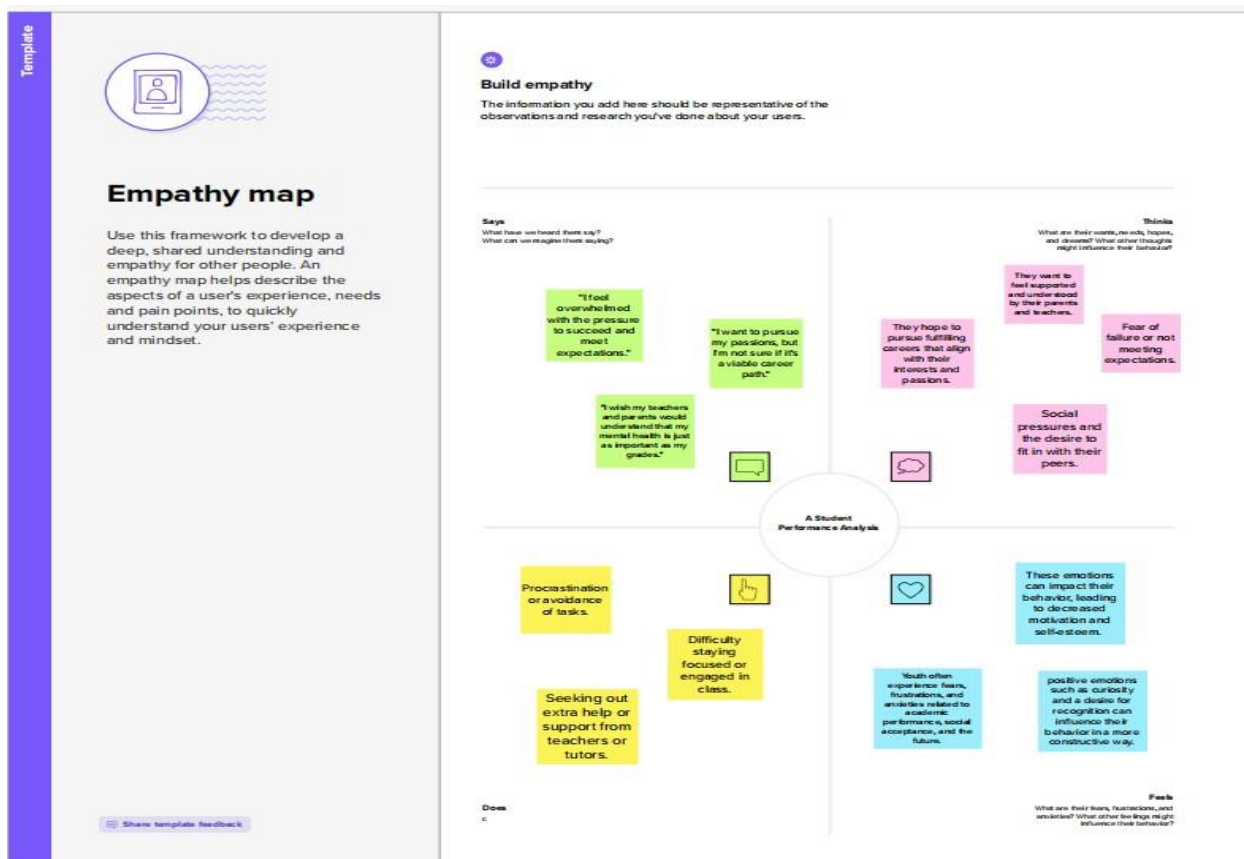 Template
Empathy map
Use this framework to develop a
deep, shared understanding and
empathy for other people. An
empathy map helps describe the
aspects of a user's experience, needs
and pain points, to quickly
understand your users' experience
and mindset.
Share template feedback
Build empathy
The information you add here should be representative of the
observations and research you've done about your users.
Says
What have we heard them say?
What can we imagine them saying?
"I feel
overwhelmed
with the pressure
to succeed and
meet
expectations."
"I want to pursue
my passions, but
I'm not sure if it's
a viable career
path."
"I wish my teachers
and parents would
understand that my
mental health is just
as important as my
grades."
Thinks
What are their wants, needs, hopes,
and dreams? What other thoughts
might influence their behavior?
They want to
feel supported
and understood
by their parents
and teachers.
They hope to
pursue fulfilling
careers that align
with their
interests and
passions.
Fear of
failure or not
meeting
expectations.
Social
pressures and
the desire to
fit in with their
peers.
A Student
Performance Analysis
Procrastination
or avoidance
of tasks.
Difficulty
staying
focused or
engaged in
class.
Seeking out
extra help or
support from
teachers or
tutors.
Does
c
These emotions
can impact their
behavior, leading
to decreased
motivation and
self-esteem.
Youth often
experience fears,
frustrations, and
anxieties related to
academic
performance, social
acceptance, and the
future.
positive emotions
such as curiosity
and a desire for
recognition can
influence their
behavior in a more
constructive way.
Feels
What are their fears, frustrations, and
anxieties? What other feelings might
influence their behavior?